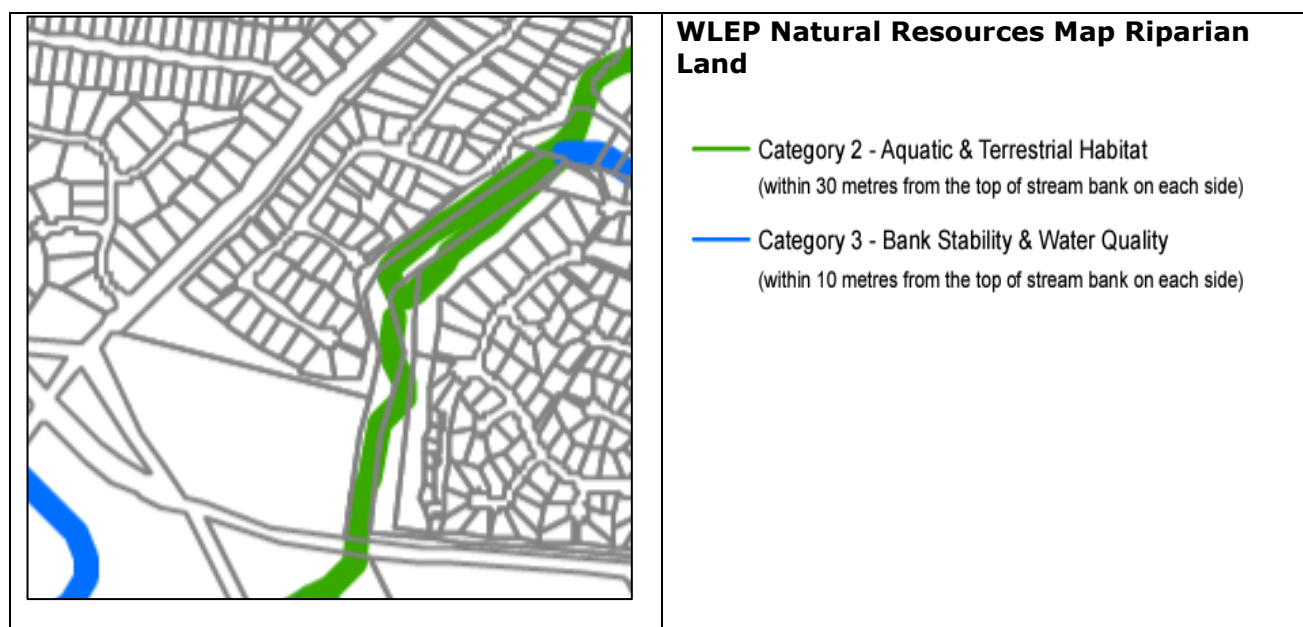 WLEP Natural Resources Map Riparian
Land
Category 2 - Aquatic & Terrestrial Habitat
(within 30 metres from the top of stream bank on each side)
Category 3 - Bank Stability & Water Quality
(within 10 metres from the top of stream bank on each side)